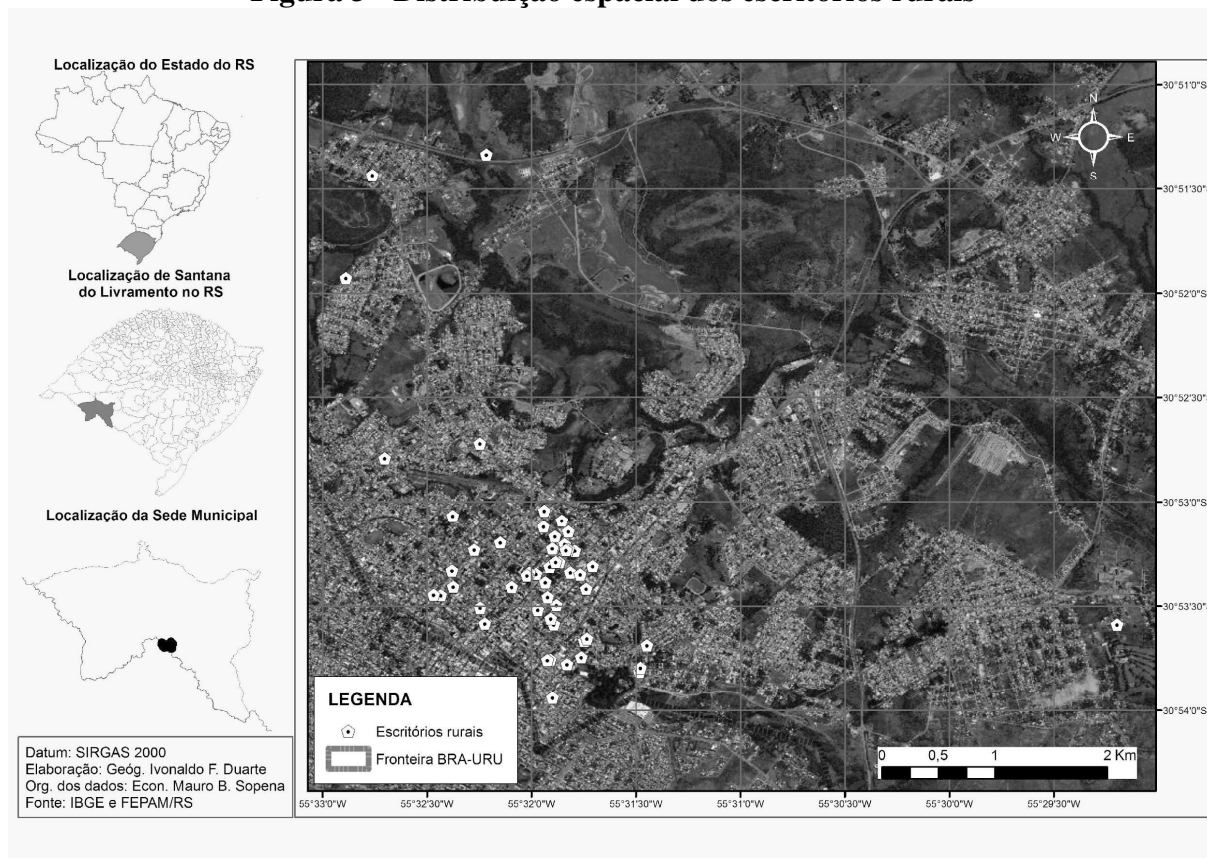 Figura 3 - Distribuição espacial dos escritórios rurais
Localização do Estado do RS
Localização de Santana
do Livramento no RS
Localização da Sede Municipal
Datum: SIRGAS 2000
Elaboração: Geóg. Ivonaldo F. Duarte
Org. dos dados: Econ. Mauro B. Sopena
Fonte: IBGE e FEPAM/RS
N
W E
S
30°51'0"S
30°51'30"S
30°52'0"S
30°52'30"S
30°53'0"S
30°53'30"S
30°54'0"S
LEGENDA
Escritórios rurais
Fronteira BRA-URU
0 0,5 1 2 Km
55°33'0"W 55°32'30"W 55°32'0"W 55°31'30"W 55°31'0"W 55°30'30"W 55°30'0"W 55°29'30"W